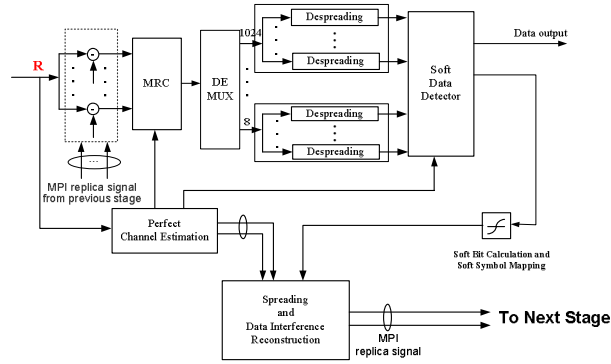 1024
Despreading
Despreading
Data output
R
MRC
DE
MUX
Soft
Data
Detector
8
Despreading
Despreading
MPI replica signal
from previous stage
Perfect
Channel Estimation
Soft Bit Calculation and
Soft Symbol Mapping
Spreading
and
Data Interference
Reconstruction
To Next Stage
MPI
replica signal